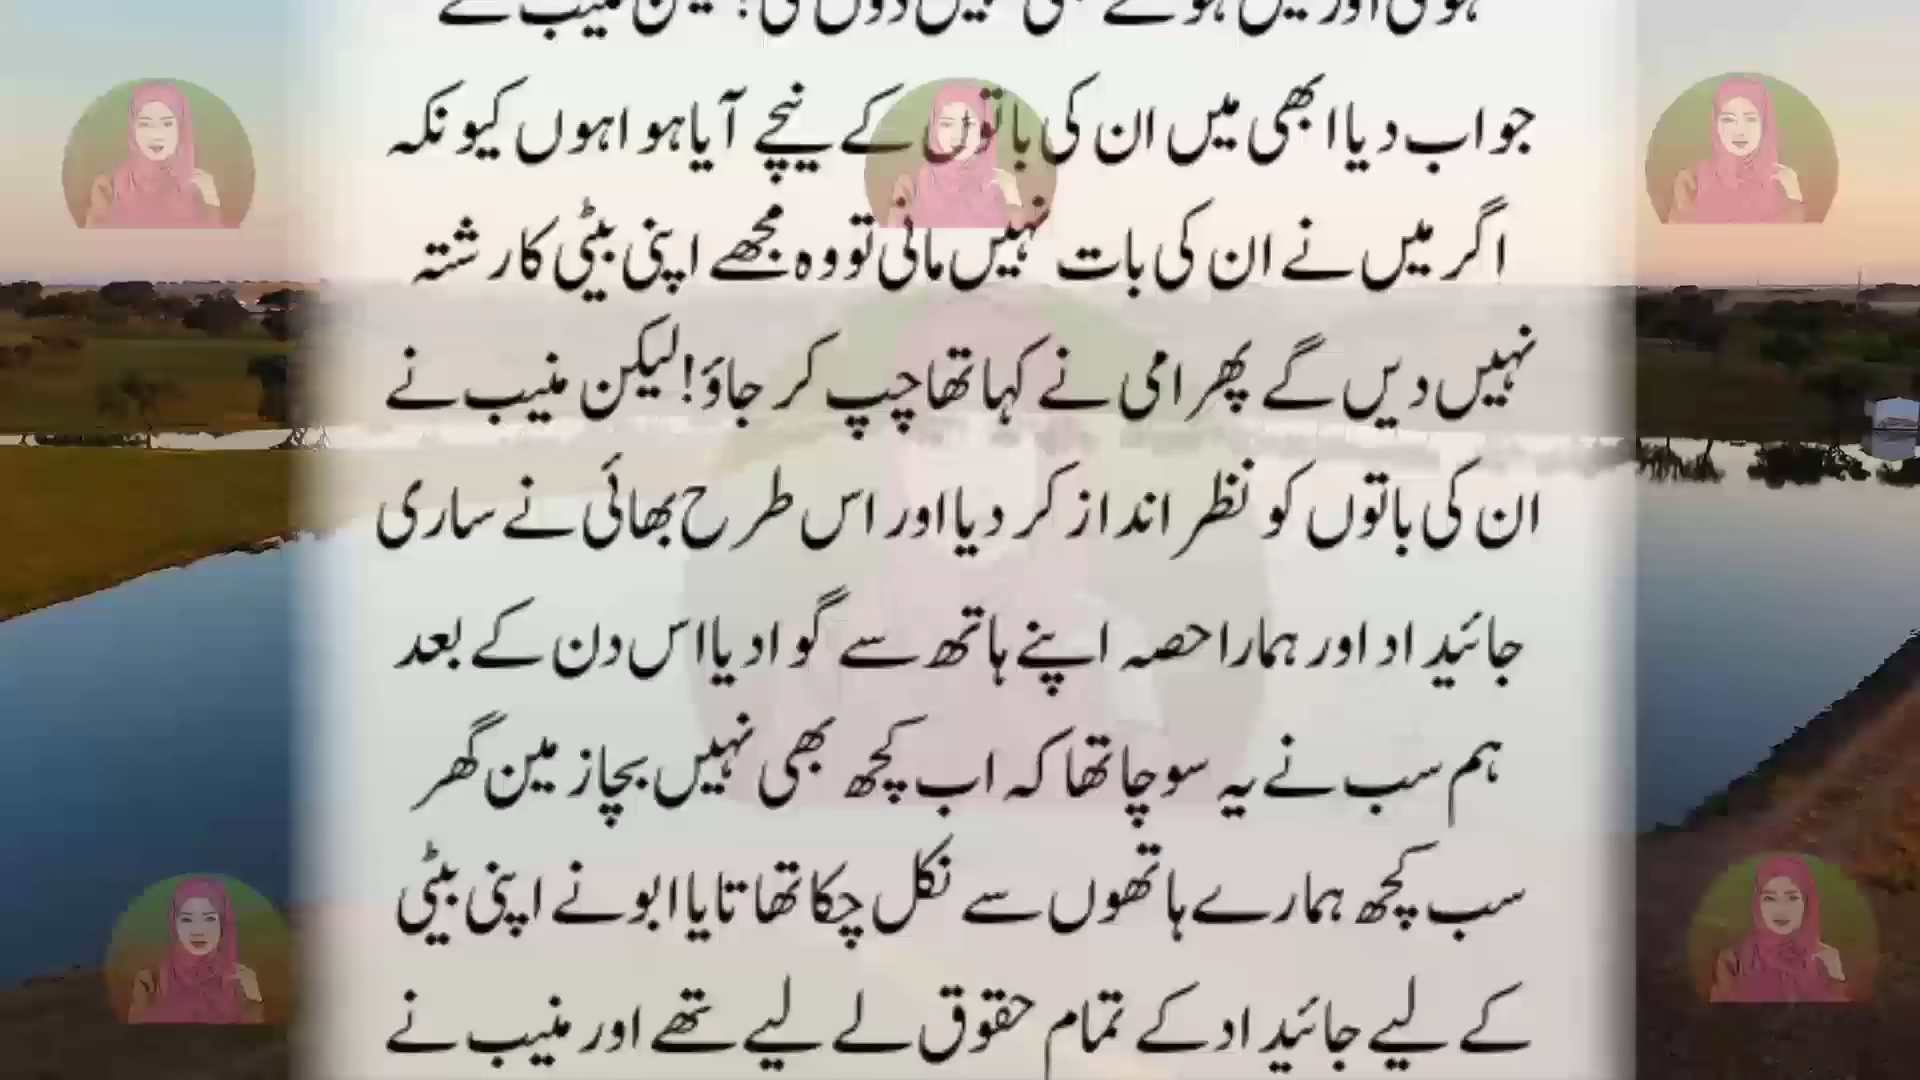 جواب دیا ابھی میں ان کی باتوں کے نیچے آیا ہوا ہوں کیونکہ
اگر میں نے ان کی بات نہیں مانی تو وہ مجھے اپنی بیٹی کا رشتہ
نہیں دیں گے پھر امی نے کہا تھا چپ کر جاؤ! لیکن منیب نے
ان کی باتوں کو نظر انداز کر دیا اور اس طرح بھائی نے ساری
جائیداد اور ہمارا حصہ اپنے ہاتھ سے گوا دیا اس دن کے بعد
ہم سب نے یہ سوچا تھا کہ اب کچھ بھی نہیں بچا زمین گھر
سب کچھ ہمارے ہاتھوں سے نکل چکا تھا تایا ابو نے اپنی بیٹی
کے لیے جائیداد کے تمام حقوق لے لیے تھے اور منیب نے